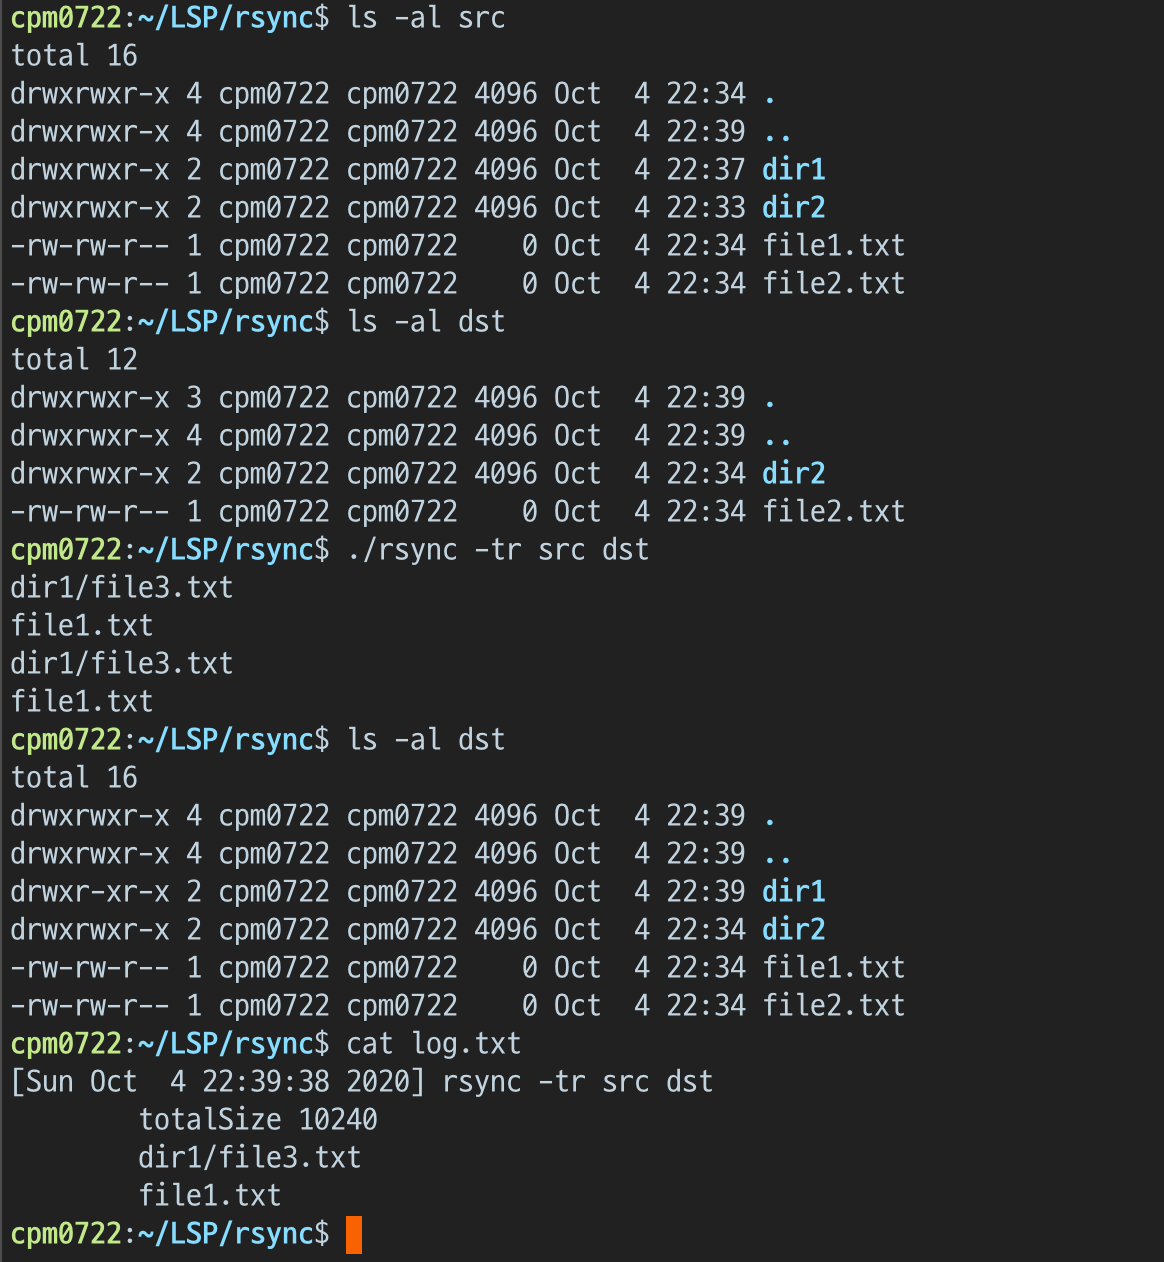 cpm0722:~/LSP/rsync$ ls -al src
total 16
drwxrwxr-x 4 cpm0722 cpm0722 4096 Oct  4 22:34 .
drwxrwxr-x 4 cpm0722 cpm0722 4096 Oct  4 22:39 ..
drwxrwxr-x 2 cpm0722 cpm0722 4096 Oct  4 22:37 dir1
drwxrwxr-x 2 cpm0722 cpm0722 4096 Oct  4 22:33 dir2
-rw-rw-r-- 1 cpm0722 cpm0722    0 Oct  4 22:34 file1.txt
-rw-rw-r-- 1 cpm0722 cpm0722    0 Oct  4 22:34 file2.txt
cpm0722:~/LSP/rsync$ ls -al dst
total 12
drwxrwxr-x 3 cpm0722 cpm0722 4096 Oct  4 22:39 .
drwxrwxr-x 4 cpm0722 cpm0722 4096 Oct  4 22:39 ..
drwxrwxr-x 2 cpm0722 cpm0722 4096 Oct  4 22:34 dir2
-rw-rw-r-- 1 cpm0722 cpm0722    0 Oct  4 22:34 file2.txt
cpm0722:~/LSP/rsync$ ./rsync -tr src dst
dir1/file3.txt
file1.txt
dir1/file3.txt
file1.txt
cpm0722:~/LSP/rsync$ ls -al dst
total 16
drwxrwxr-x 4 cpm0722 cpm0722 4096 Oct  4 22:39 .
drwxrwxr-x 4 cpm0722 cpm0722 4096 Oct  4 22:39 ..
drwxr-xr-x 2 cpm0722 cpm0722 4096 Oct  4 22:39 dir1
drwxrwxr-x 2 cpm0722 cpm0722 4096 Oct  4 22:34 dir2
-rw-rw-r-- 1 cpm0722 cpm0722    0 Oct  4 22:34 file1.txt
-rw-rw-r-- 1 cpm0722 cpm0722    0 Oct  4 22:34 file2.txt
cpm0722:~/LSP/rsync$ cat log.txt
[Sun Oct  4 22:39:38 2020] rsync -tr src dst
        totalSize 10240
        dir1/file3.txt
        file1.txt
cpm0722:~/LSP/rsync$